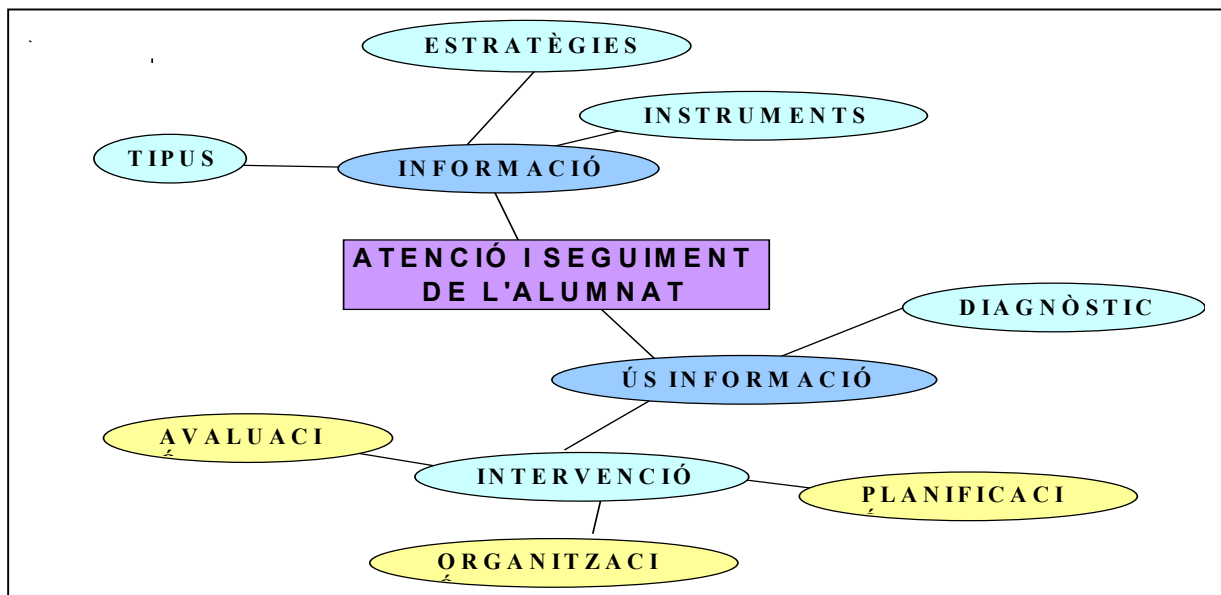 ESTRATÈGIES
INSTRUMENTS
TIPUS
INFORMACIÓ
ATENCIÓ I SEGUIMENT
DE L'ALUMNAT
DIAGNÒSTIC
ÚS INFORMACIÓ
AVALUACI
INTERVENCIÓ
PLANIFICACI
ORGANITZACI